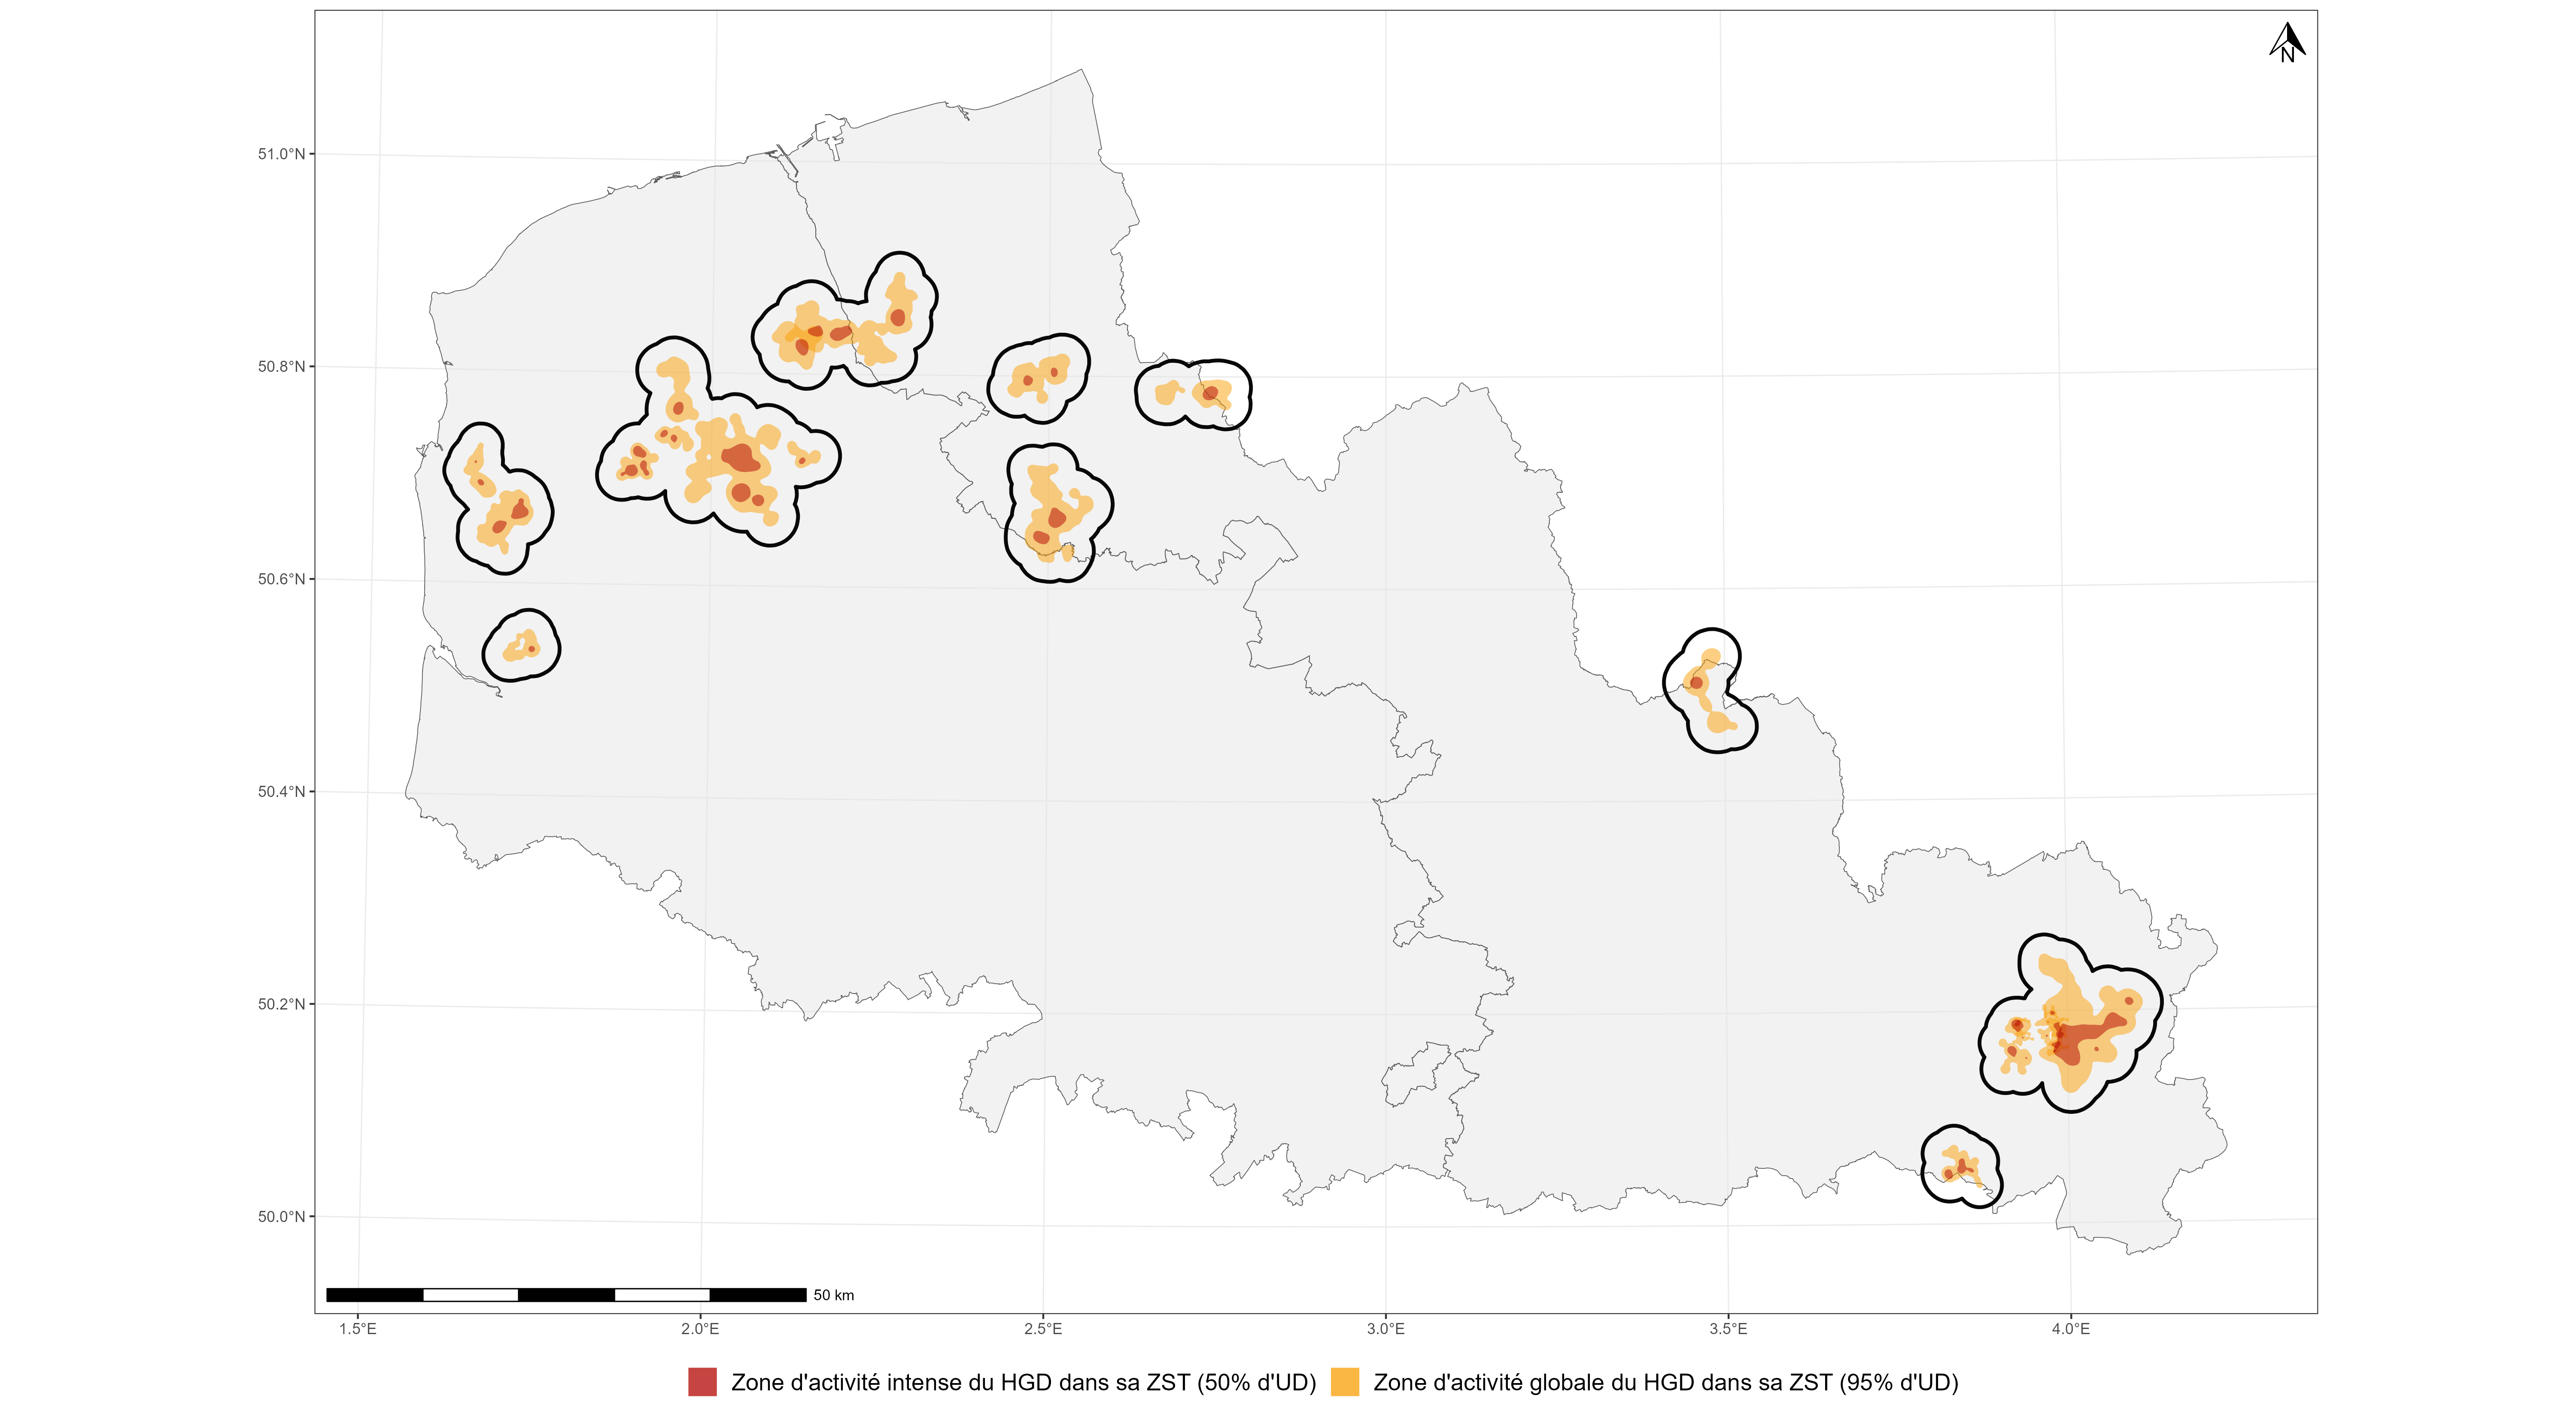 N
51.0°N
50.8°N
50.6°N
50.4°N
50.2°N
50.0°N
50 km
1.5°E 2.0°E 2.5°E 3.0°E 3.5°E 4.0°E
Zone d'activité intense du HGD dans sa ZST (50% d'UD) Zone d'activité globale du HGD dans sa ZST (95% d'UD)